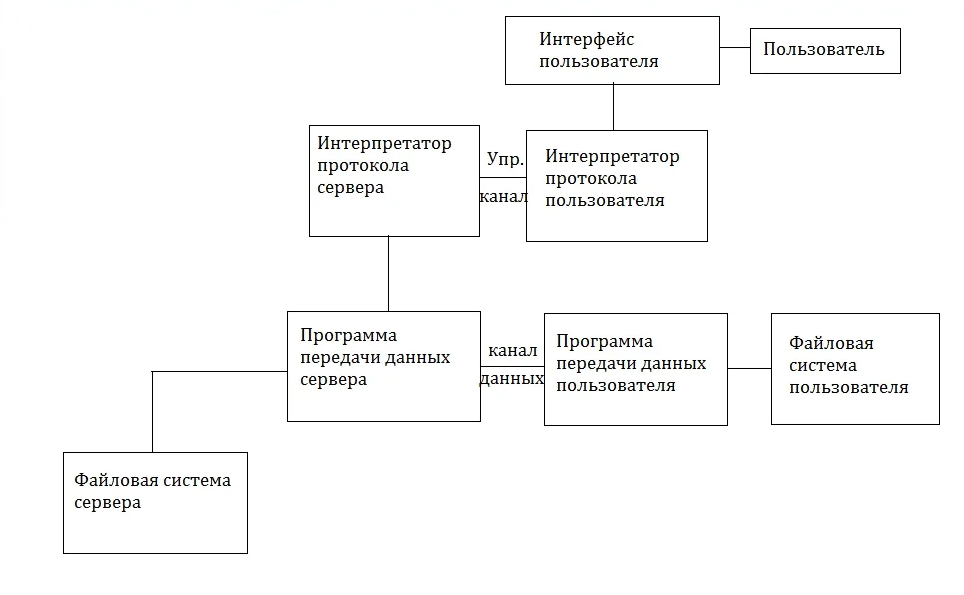 Интерфейс
пользователя
Пользователь
Интерпретатор
протокола
сервера
Упр.
канал
Интерпретатор
протокола
пользователя
Программа
передачи данных
сервера
канал
данных
Программа
передачи данных
пользователя
Файловая
система
пользователя
Файловая система
сервера